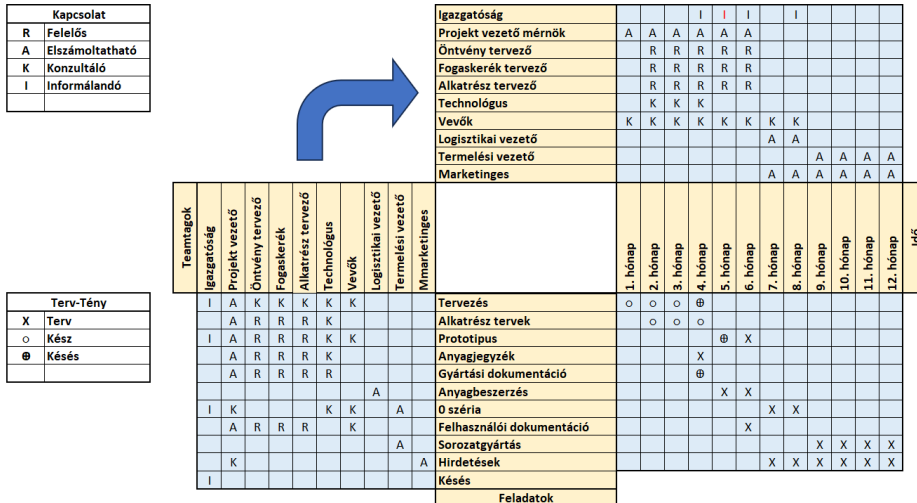 Kapcsolat
R Felelős
A Elszámoltatható
K Konzultáló
I Informálandó
Igazgatóság I I I I
Projekt vezető mérnök A A A A A A
Öntvény tervező R R R R R
Fogaskerék tervező R R R R R
Alkatrész tervező R R R R R
Technológus K K K
Vevők K K K K K K K K
Logisztikai vezető A A
Termelési vezető A A A A
Marketinges A A A A A A
Teamtagok
Igazgatóság
Projekt vezető
Öntvény tervező
Fogaskerék
Alkatrész tervező
Technológus
Vevők
Logisztikai vezető
Termelési vezető
Mmarketinges
1. hónap
2. hónap
3. hónap
4. hónap
5. hónap
6. hónap
7. hónap
8. hónap
9. hónap
10. hónap
11. hónap
12. hónap
Idő
Terv-Tény
X Terv
○ Kész
⊕ Késés
I A K K K K K Tervezés ○ ○ ○ ⊕
A R R R K Alkatrész tervek ○ ○ ○
I A R R R K K Prototipus ⊕ X
A R R R K Anyagjegyzék X
A R R R R Gyártási dokumentáció ⊕
A Anyagbeszerzés X X
I K K K A 0 széria X X
A R R R K Felhasználói dokumentáció X
A Sorozatgyártás X X X X
K A Hirdetések X X X X X X
I Késés
Feladatok